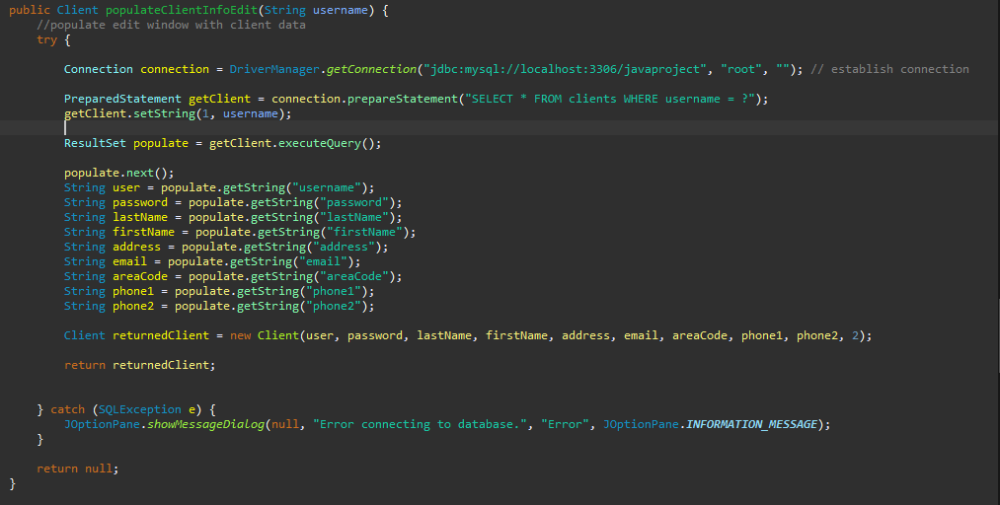 public Client populateClientInfoEdit(String username) {
//populate edit window with client data
try {
Connection connection = DriverManager.getConnection("jdbc:mysql://localhost:3306/javaproject", "root", ""); // establish connection
PreparedStatement getClient = connection.prepareStatement("SELECT * FROM clients WHERE username = ?");
getClient.setString(1, username);
ResultSet populate = getClient.executeQuery();
populate.next();
String user = populate.getString("username");
String password = populate.getString("password");
String lastName = populate.getString("lastName");
String firstName = populate.getString("firstName");
String address = populate.getString("address");
String email = populate.getString("email");
String areaCode = populate.getString("areaCode");
String phone1 = populate.getString("phone1");
String phone2 = populate.getString("phone2");
Client returnedClient = new Client(user, password, lastName, firstName, address, email, areaCode, phone1, phone2, 2);
return returnedClient;
} catch (SQLException e) {
JOptionPane.showMessageDialog(null, "Error connecting to database.", "Error", JOptionPane.INFORMATION_MESSAGE);
}
return null;
}